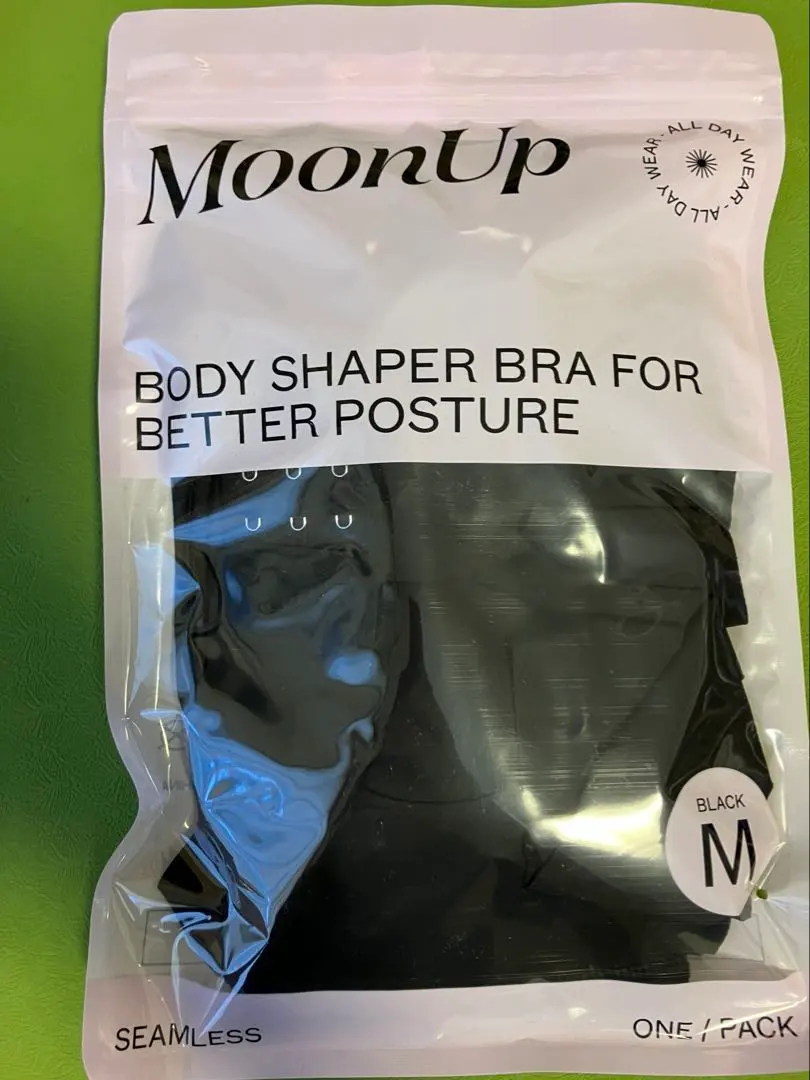 MoonUp
ALL DAY WEAR - ALL DAY WEAR -
BODY SHAPER BRA FOR
BETTER POSTURE
BLACK
M
SEAMLESS
ONE / PACK